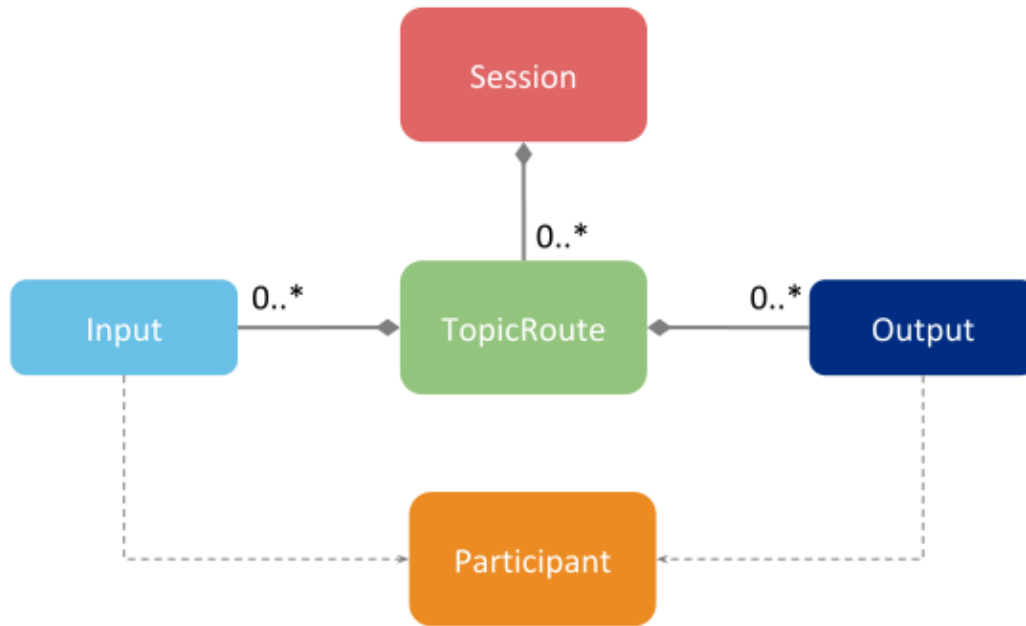 Session
0..*
0..*
0..*
Input
TopicRoute
Output
Participant